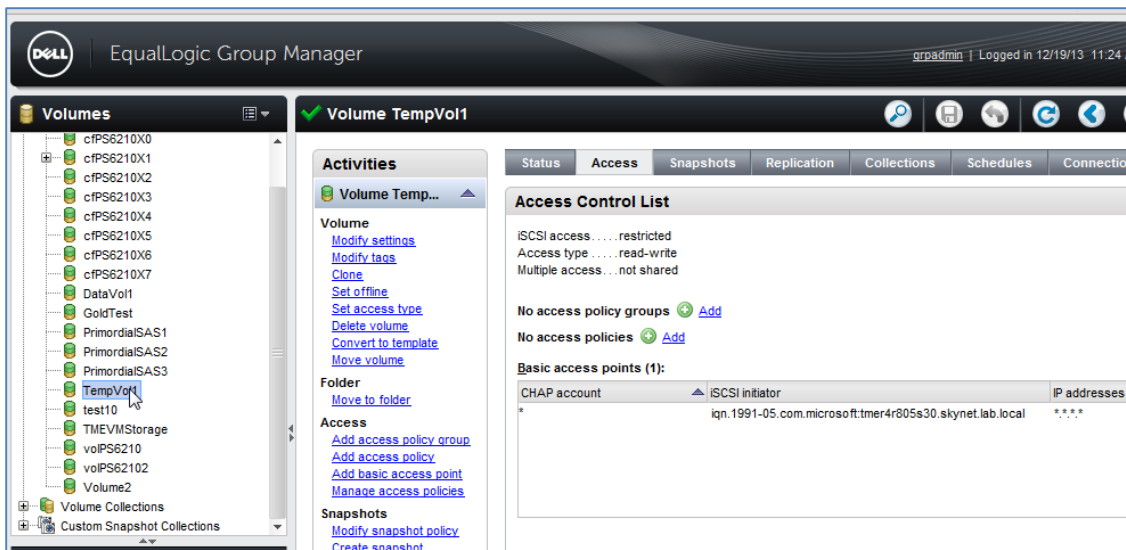 DELL EqualLogic Group Manager
grpadmin | Logged in 12/19/13 11:24
Volumes
cfPS6210X0
cfPS6210X1
cfPS6210X2
cfPS6210X3
cfPS6210X4
cfPS6210X5
cfPS6210X6
cfPS6210X7
DataVol1
GoldTest
PrimordialSAS1
PrimordialSAS2
PrimordialSAS3
TempVol1
test10
TMEVMStorage
volPS6210
volPS62102
Volume2
Volume Collections
Custom Snapshot Collections
Volume TempVol1
Activities
Volume Temp...
Volume
Modify settings
Modify tags
Clone
Set offline
Set access type
Delete volume
Convert to template
Move volume
Folder
Move to folder
Access
Add access policy group
Add access policy
Add basic access point
Manage access policies
Snapshots
Modify snapshot policy
Create snapshot
Status Access Snapshots Replication Collections Schedules Connectio
Access Control List
iSCSI access.....restricted
Access type .....read-write
Multiple access...not shared
No access policy groups Add
No access policies Add
Basic access points (1):
CHAP account iSCSI initiator IP addresses
* iqn.1991-05.com.microsoft:tmer4r805s30.skynet.lab.local *.*.*.*